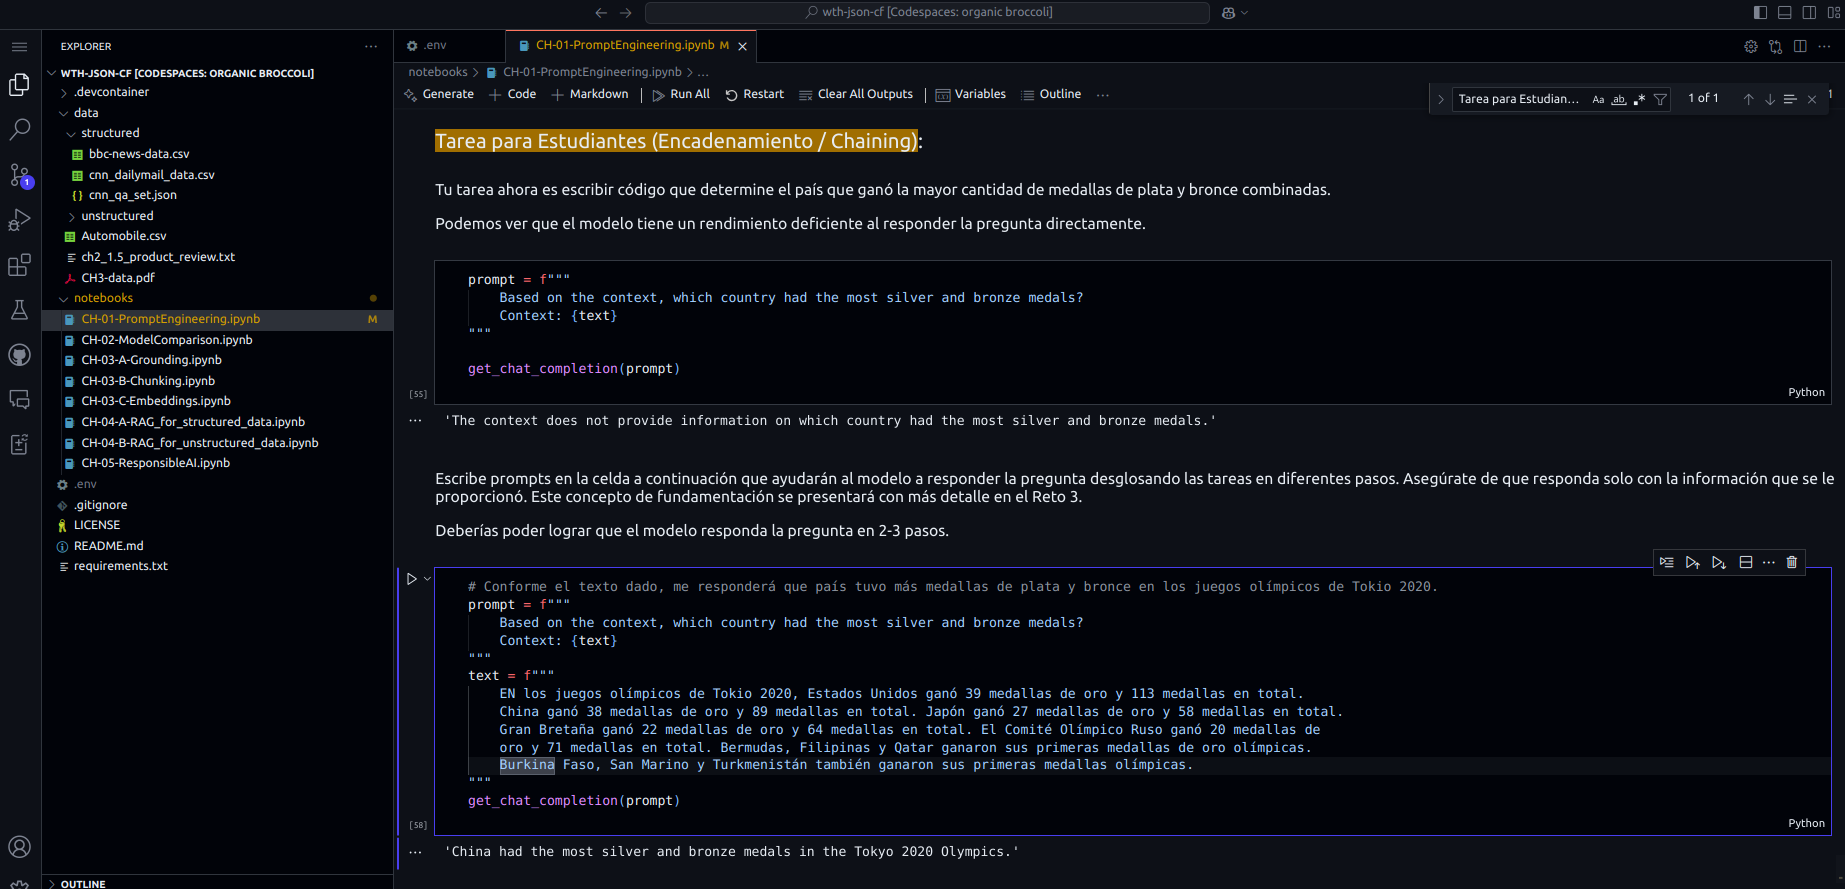 wth-json-cf [Codespaces: organic broccoli]
EXPLORER
WTH-JSON-CF [CODESPACES: ORGANIC BROCCOLI]
.devcontainer
data
structured
bbc-news-data.csv
cnn_dailymail_data.csv
cnn_qa_set.json
unstructured
Automobile.csv
ch2_1.5_product_review.txt
CH3-data.pdf
notebooks
CH-01-PromptEngineering.ipynb M
CH-02-ModelComparison.ipynb
CH-03-A-Grounding.ipynb
CH-03-B-Chunking.ipynb
CH-03-C-Embeddings.ipynb
CH-04-A-RAG_for_structured_data.ipynb
CH-04-B-RAG_for_unstructured_data.ipynb
CH-05-ResponsibleAI.ipynb
.env
.gitignore
LICENSE
README.md
requirements.txt
OUTLINE
1
.env
CH-01-PromptEngineering.ipynb M
notebooks > CH-01-PromptEngineering.ipynb > ...
Generate + Code + Markdown | Run All Restart Clear All Outputs | Variables Outline ...
Tarea para Estudian... Aa ab 1 of 1
Tarea para Estudiantes (Encadenamiento / Chaining):
Tu tarea ahora es escribir código que determine el país que ganó la mayor cantidad de medallas de plata y bronce combinadas.
Podemos ver que el modelo tiene un rendimiento deficiente al responder la pregunta directamente.
prompt = f"""
Based on the context, which country had the most silver and bronze medals?
Context: {text}
"""
get_chat_completion(prompt)
[55]
Python
'The context does not provide information on which country had the most silver and bronze medals.'
Escribe prompts en la celda a continuación que ayudarán al modelo a responder la pregunta desglosando las tareas en diferentes pasos. Asegúrate de que responda solo con la información que se le
proporcionó. Este concepto de fundamentación se presentará con más detalle en el Reto 3.
Deberías poder lograr que el modelo responda la pregunta en 2-3 pasos.
# Conforme el texto dado, me responderá que país tuvo más medallas de plata y bronce en los juegos olímpicos de Tokio 2020.
prompt = f"""
Based on the context, which country had the most silver and bronze medals?
Context: {text}
"""
text = f"""
EN los juegos olímpicos de Tokio 2020, Estados Unidos ganó 39 medallas de oro y 113 medallas en total.
China ganó 38 medallas de oro y 89 medallas en total. Japón ganó 27 medallas de oro y 58 medallas en total.
Gran Bretaña ganó 22 medallas de oro y 64 medallas en total. El Comité Olímpico Ruso ganó 20 medallas de
oro y 71 medallas en total. Bermudas, Filipinas y Qatar ganaron sus primeras medallas de oro olímpicas.
Burkina Faso, San Marino y Turkmenistán también ganaron sus primeras medallas olímpicas.
"""
get_chat_completion(prompt)
[58]
Python
'China had the most silver and bronze medals in the Tokyo 2020 Olympics.'